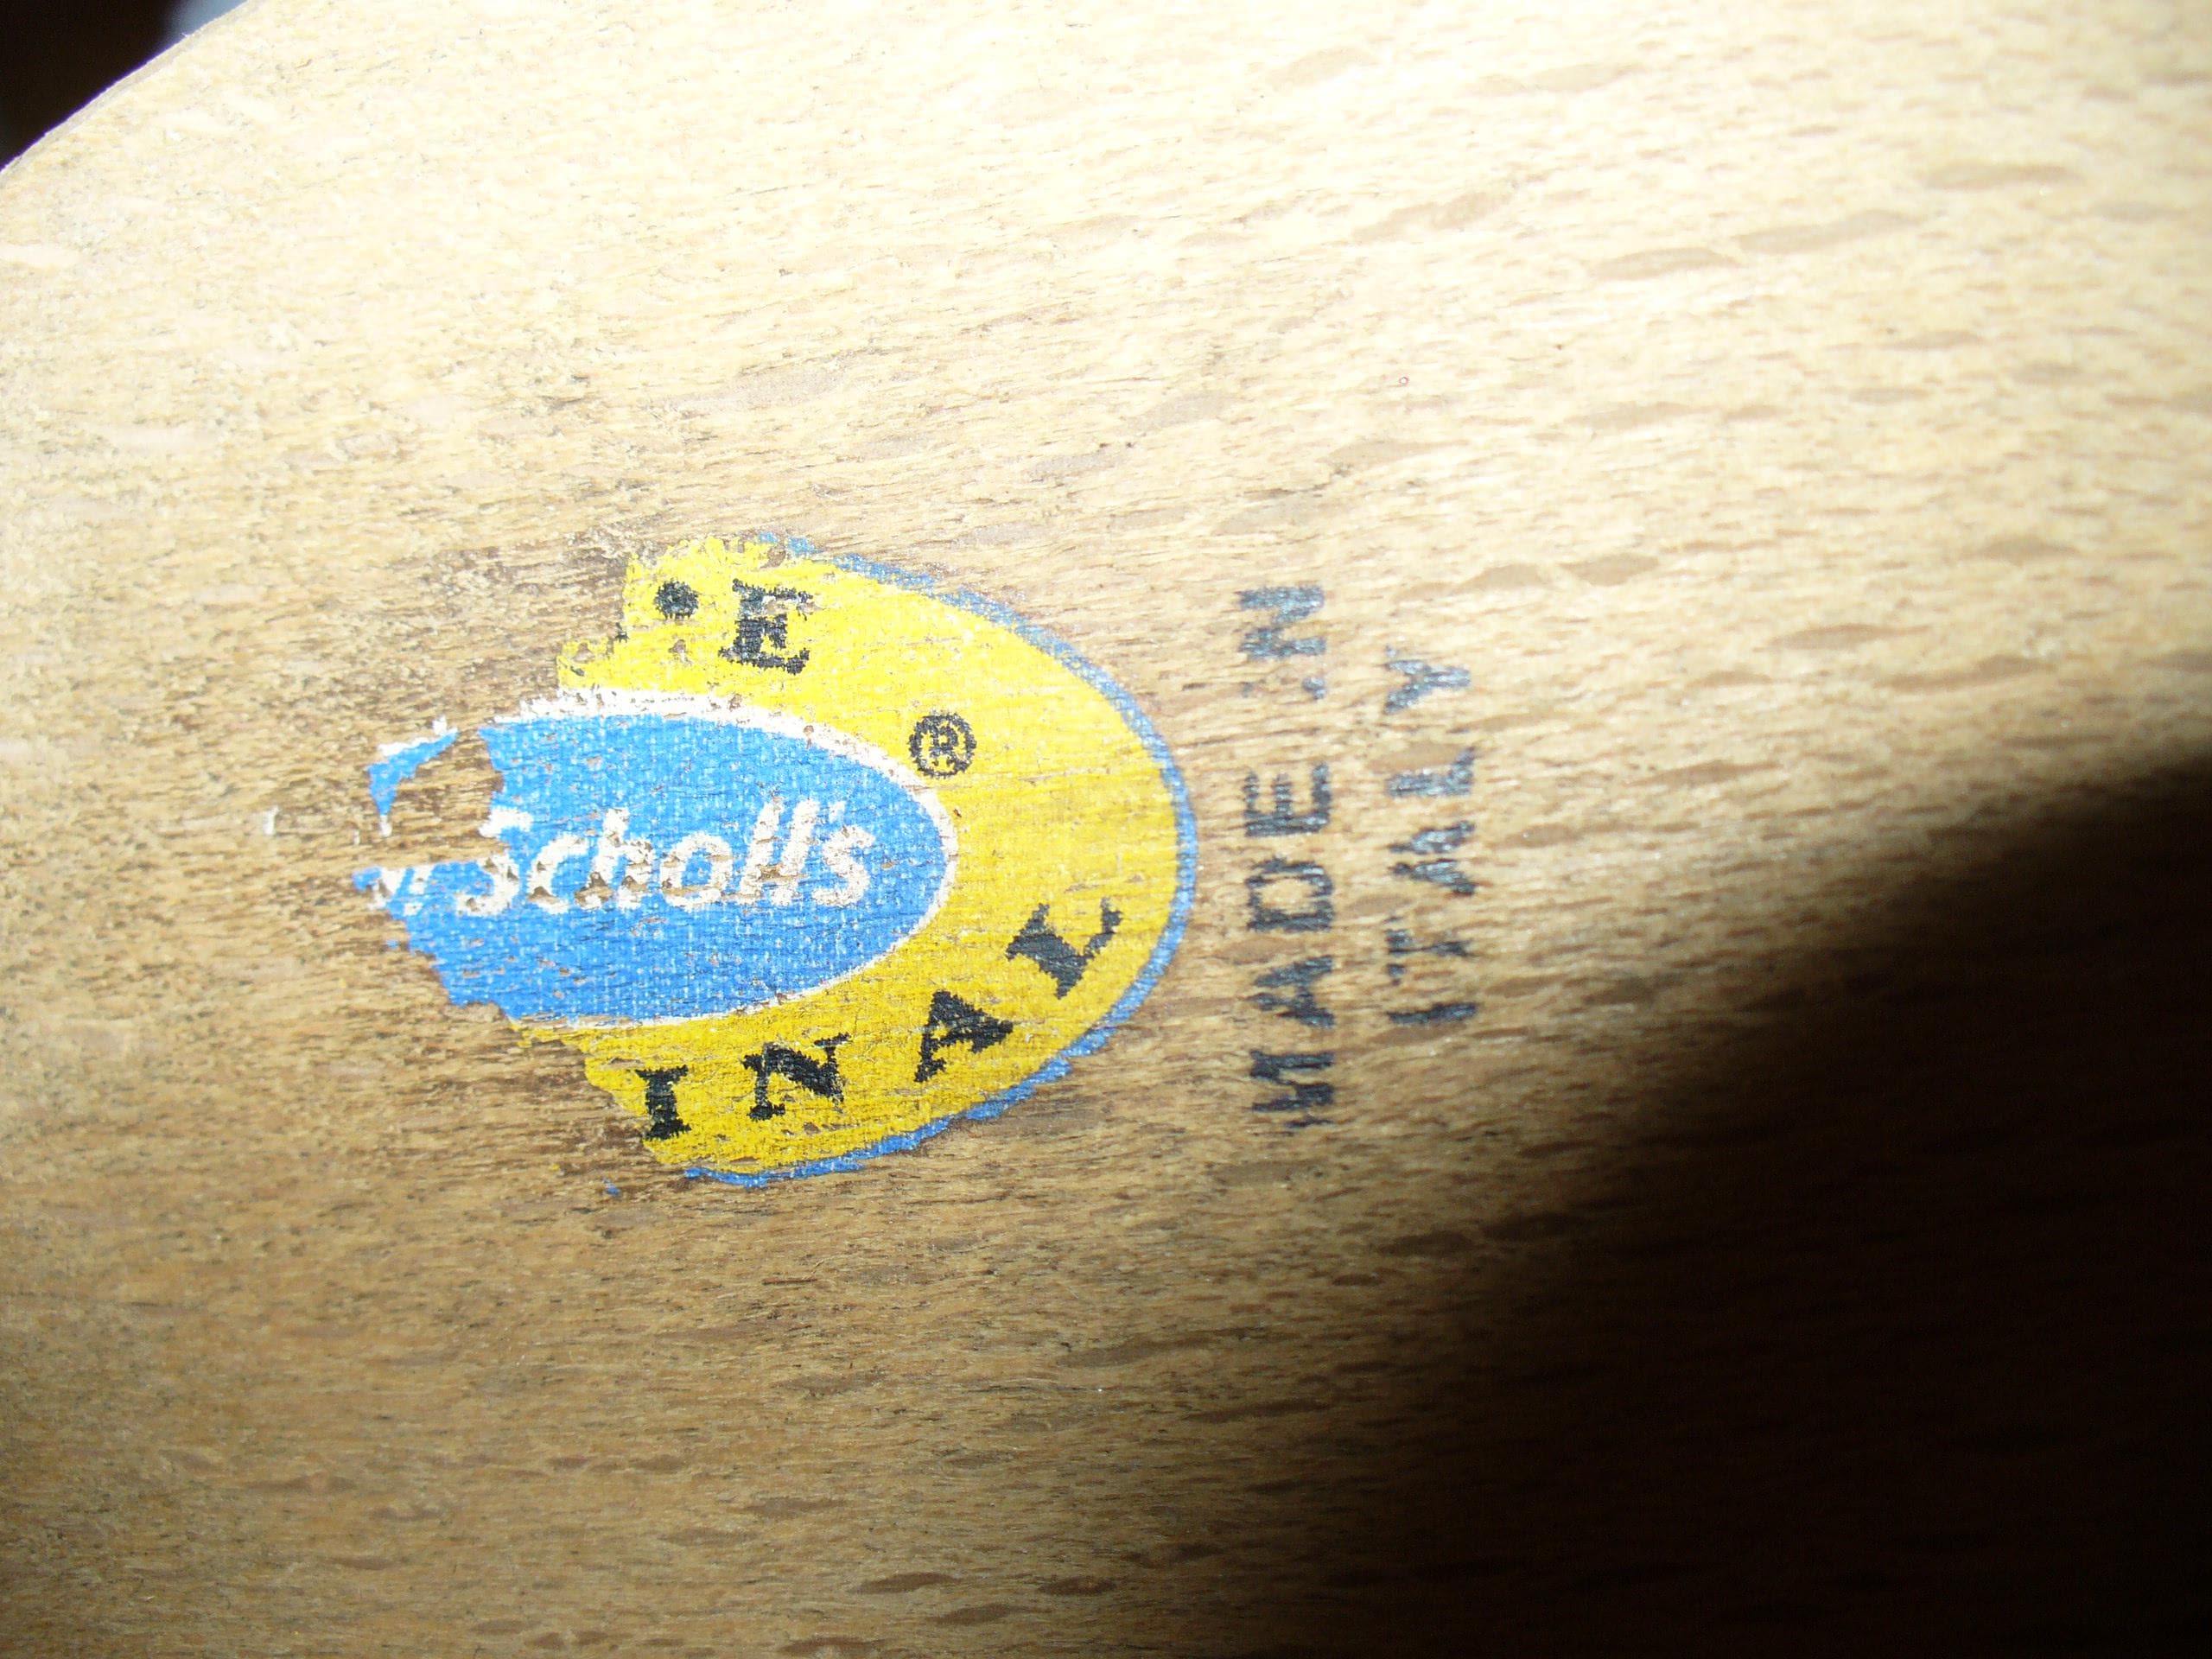 Scholl's
E
®
INAL
MADE IN
ITALY